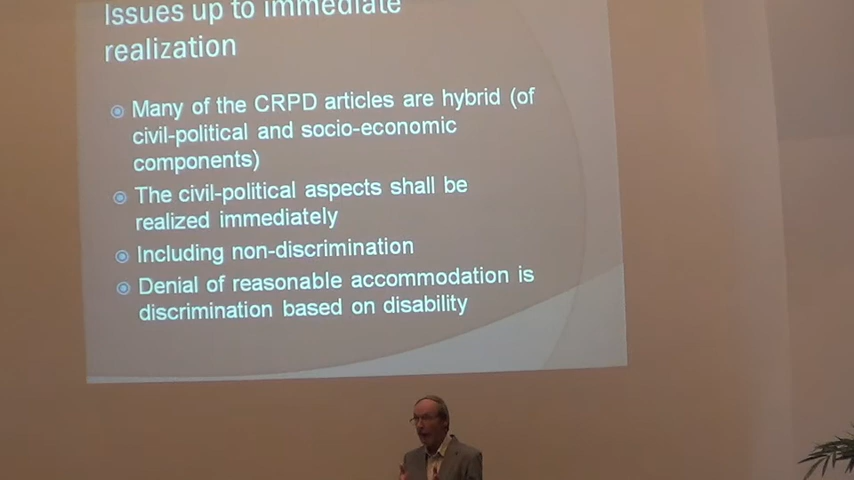 Issues up to immediate
realization
Many of the CRPD articles are hybrid (of
civil-political and socio-economic
components)
The civil-political aspects shall be
realized immediately
Including non-discrimination
Denial of reasonable accommodation is
discrimination based on disability